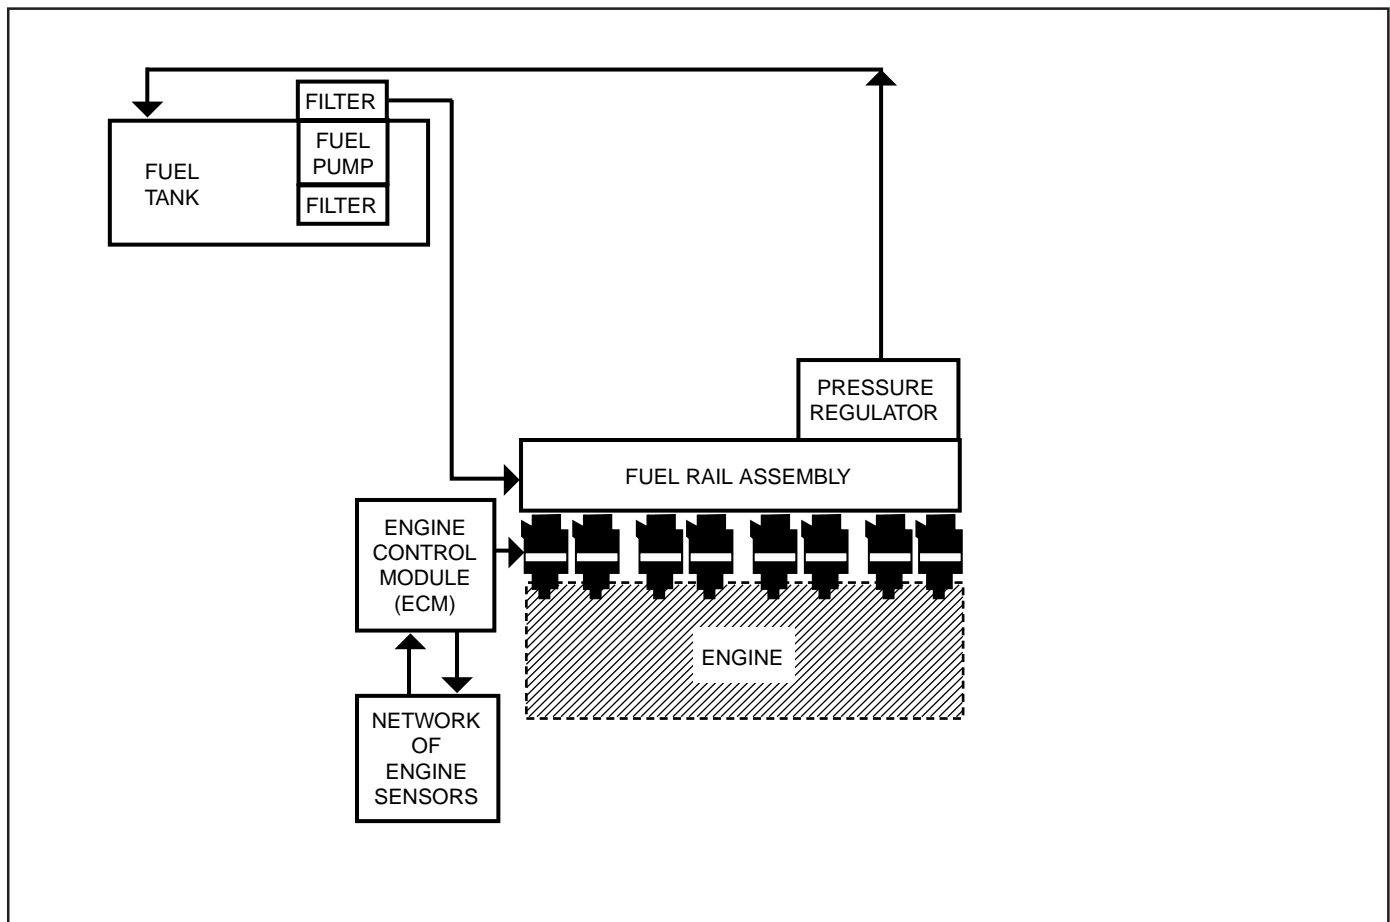 FILTER
FUEL
PUMP
FILTER
FUEL
TANK
PRESSURE
REGULATOR
FUEL RAIL ASSEMBLY
ENGINE
CONTROL
MODULE
(ECM)
ENGINE
NETWORK
OF
ENGINE
SENSORS